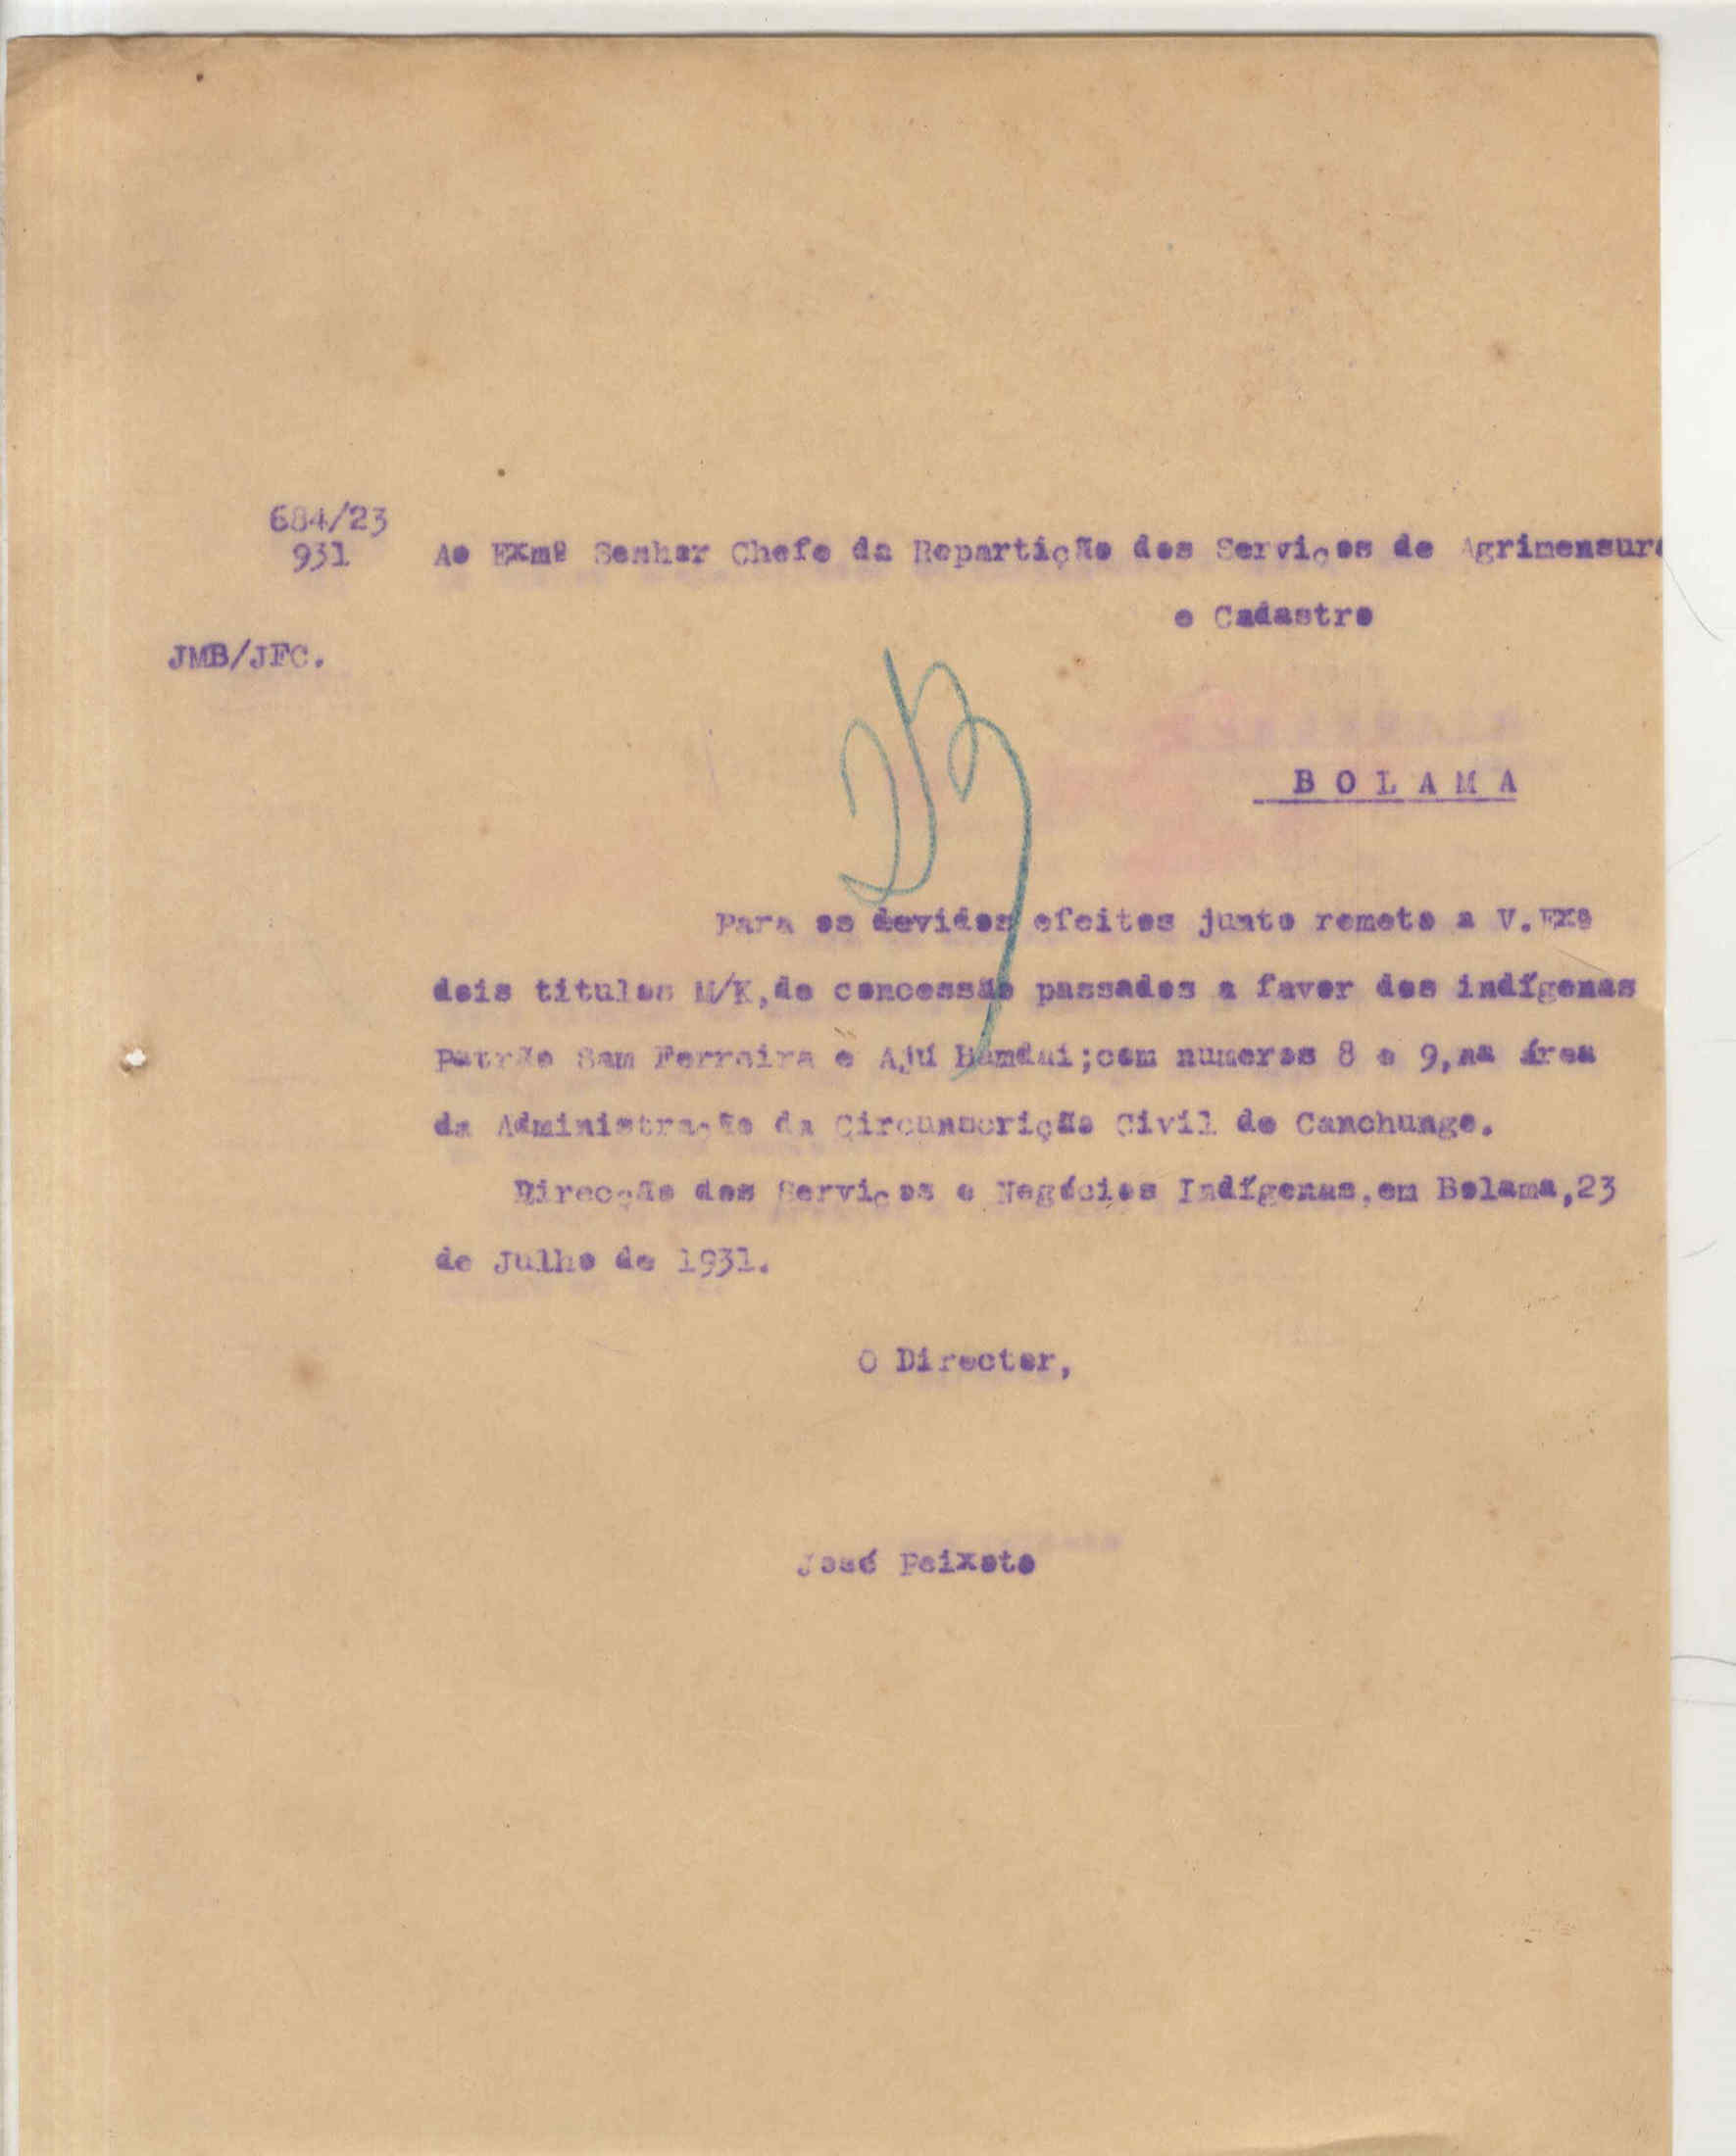 684/23
931
Ao EXmº Senhor Chefe da Repartição dos Serviços de Agrimensura
e Cadastro
JMB/JFC.
BOLAMA
Para os devidos efeitos junto remeto a V.EXª
dois titulos M/K,de concessão passados a favor dos indígenas
Patrão Sam Ferreira e Ajú Bamdai;com numeros 8 e 9,na área
da Administração da Circunscrição Civil de Canchungo.
Direcção dos Serviços e Negócios Indígenas,em Bolama,23
de Julho de 1931.
O Director,
José Peixoto